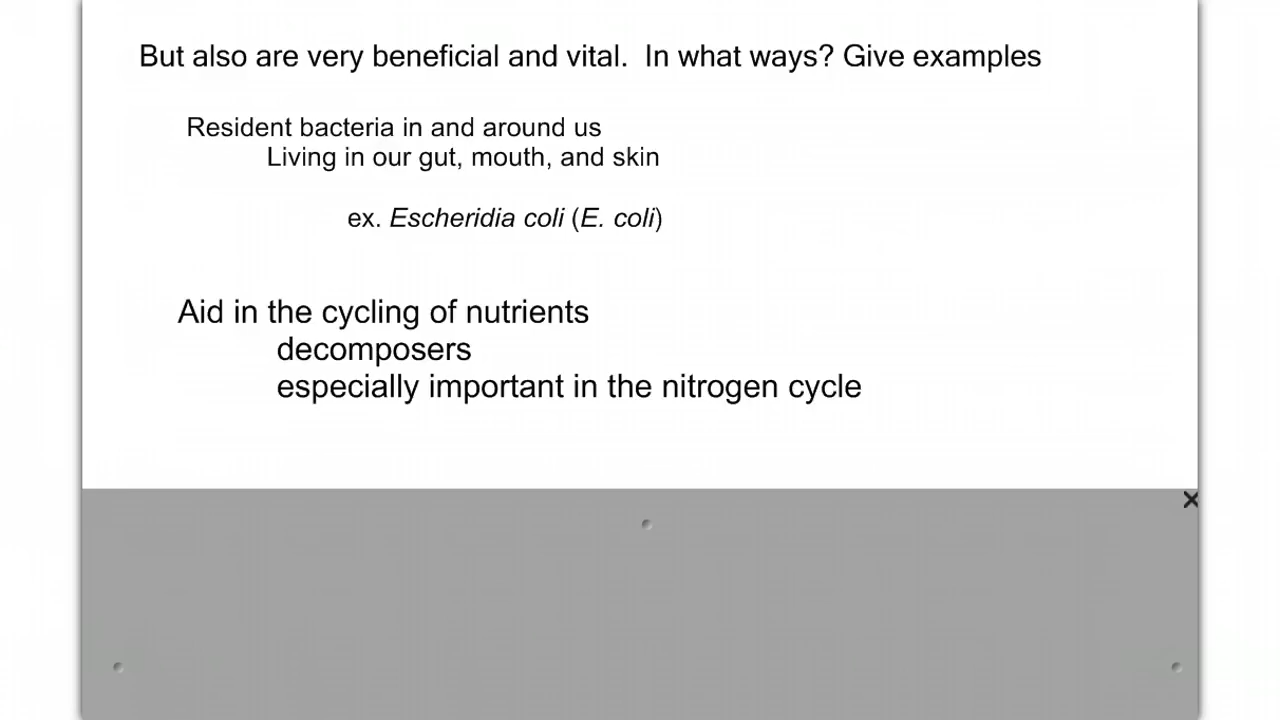 But also are very beneficial and vital.  In what ways? Give examples
Resident bacteria in and around us
Living in our gut, mouth, and skin
ex. Escheridia coli (E. coli)
Aid in the cycling of nutrients
decomposers
especially important in the nitrogen cycle